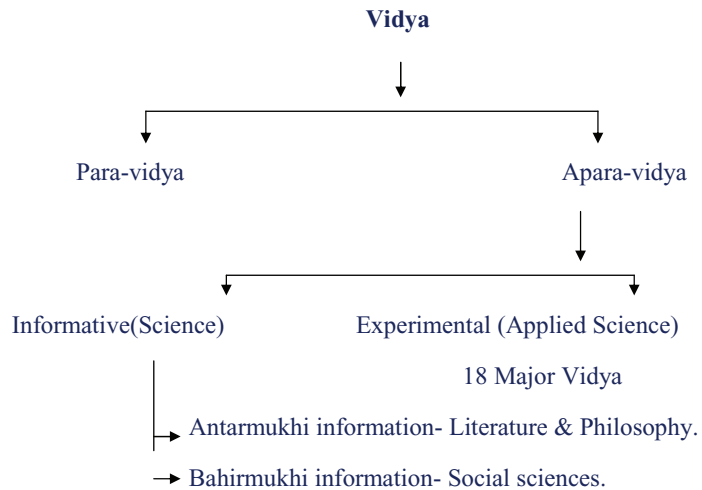 Vidya
Para-vidya Apara-vidya
Informative(Science) Experimental (Applied Science)
18 Major Vidya
Antarmukhi information- Literature & Philosophy.
Bahirmukhi information- Social sciences.